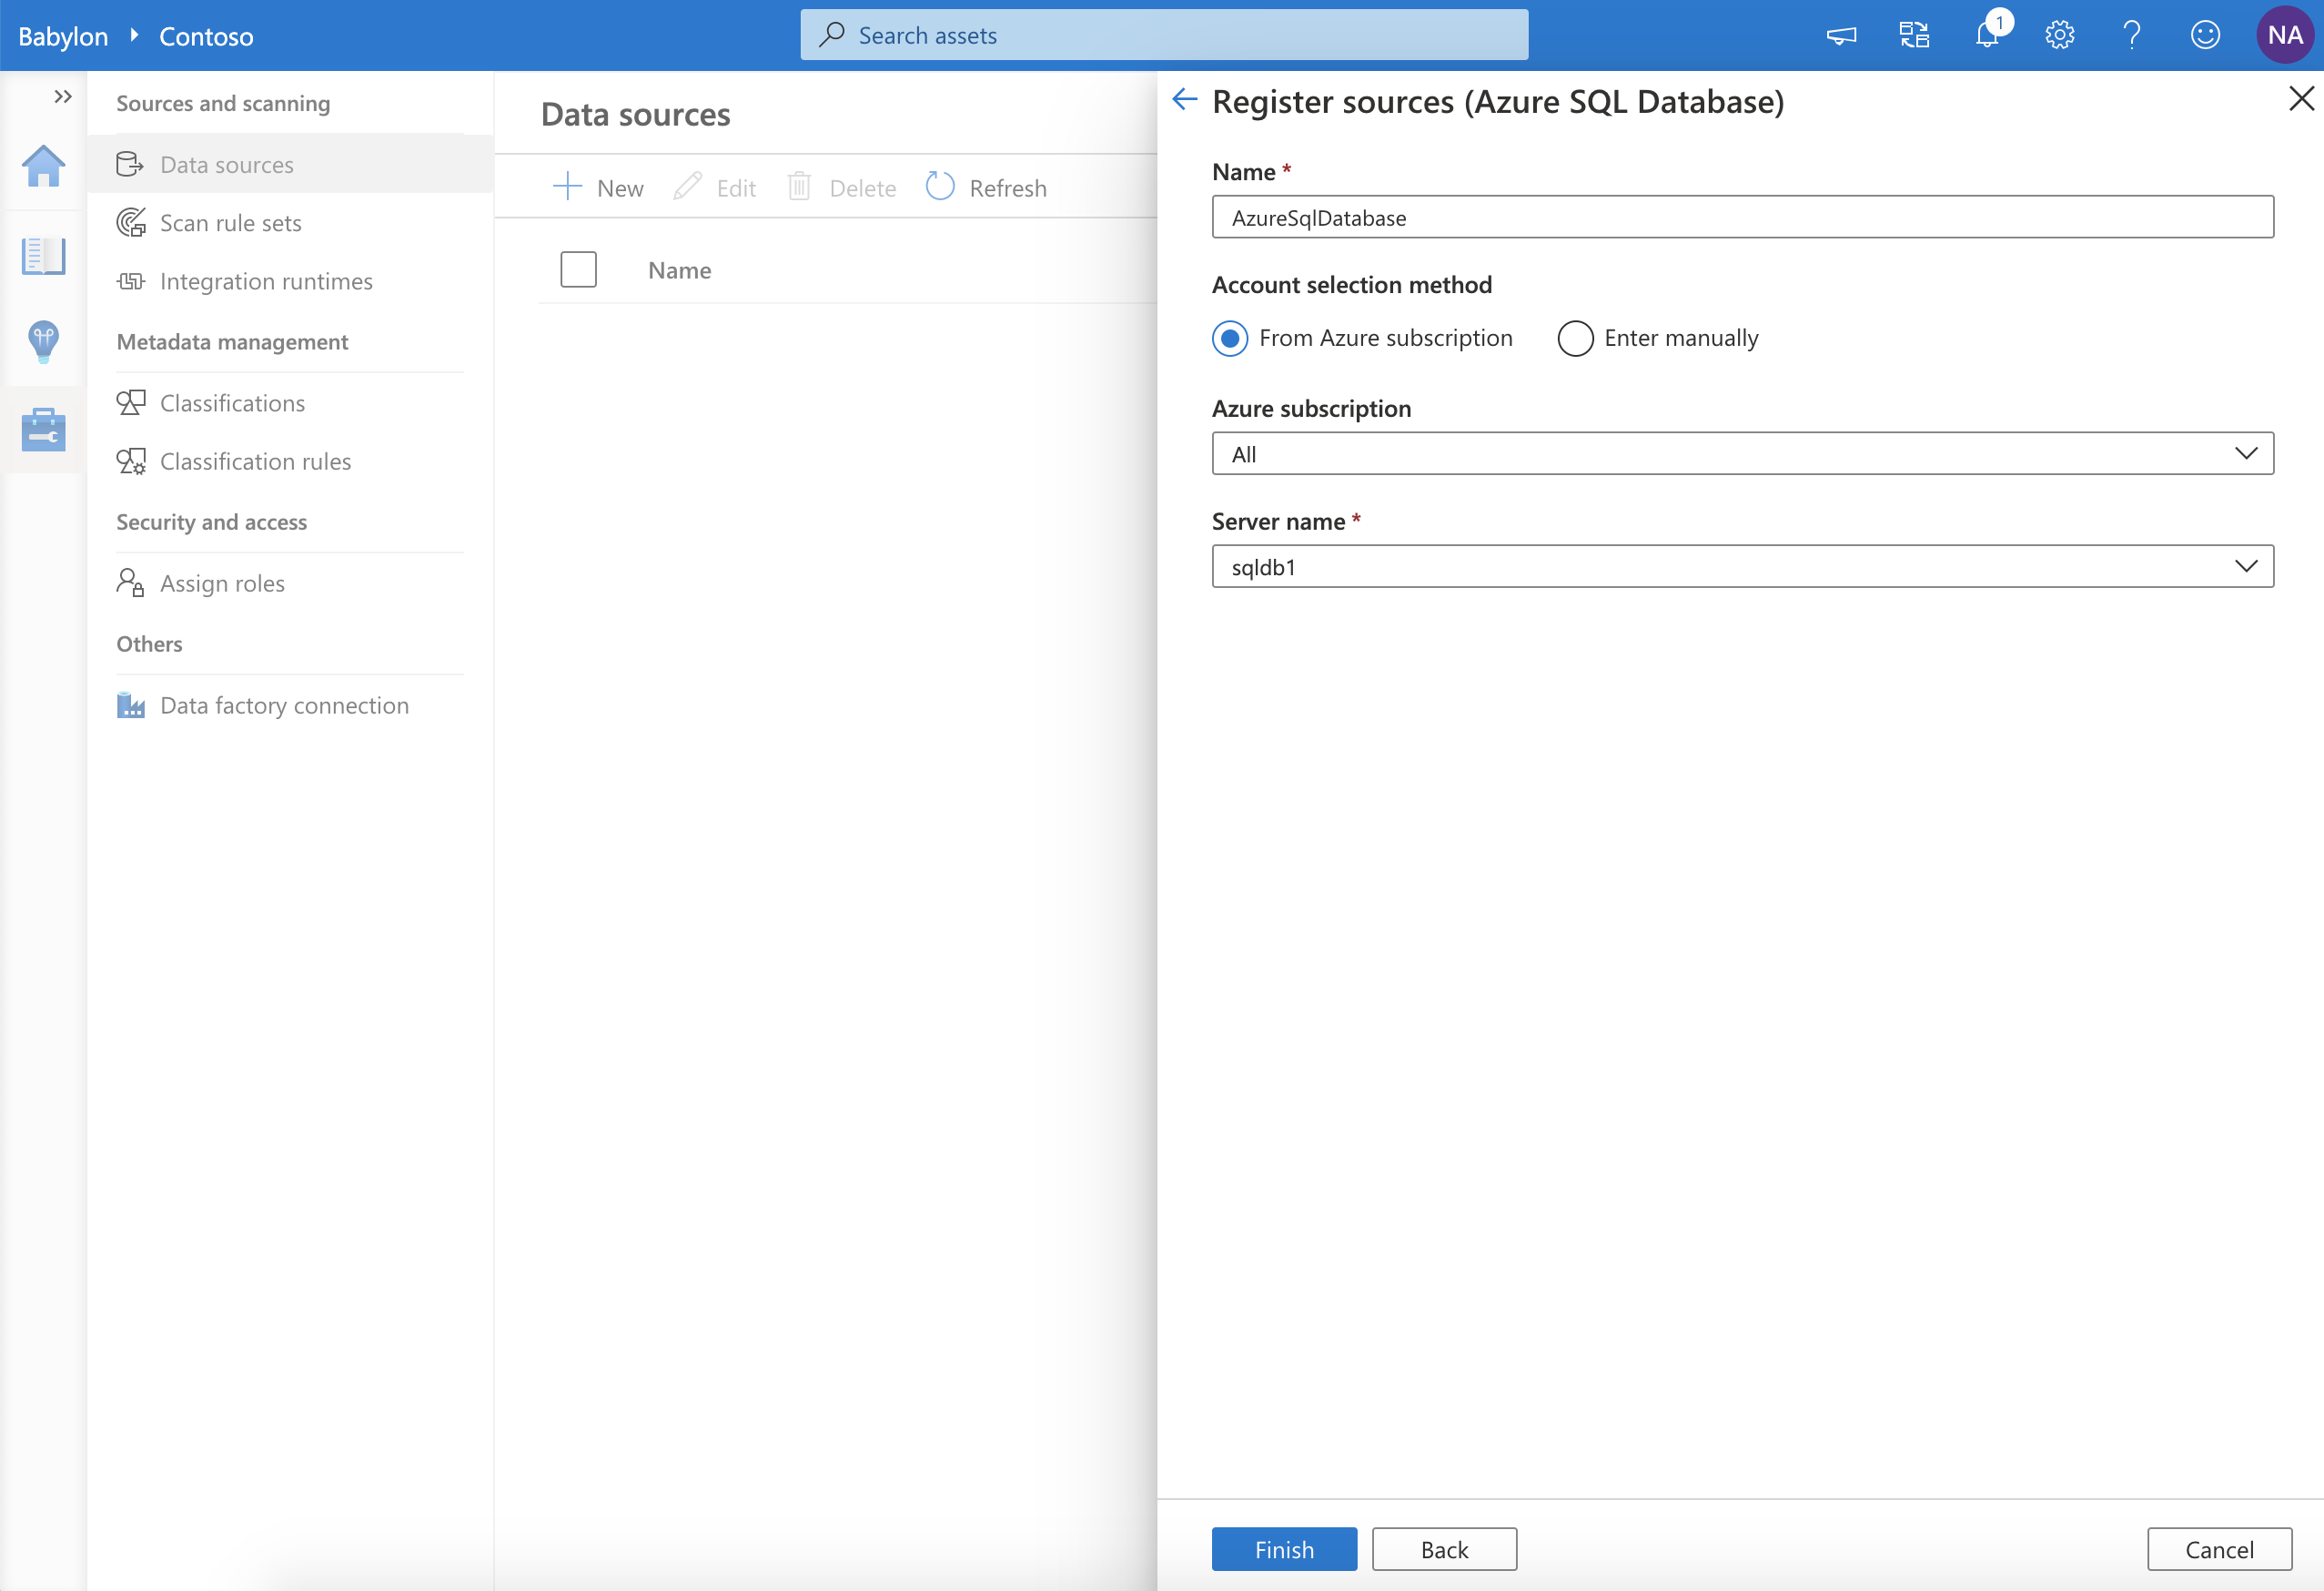 Babylon Contoso
Search assets
1
NA
Sources and scanning
Data sources
Scan rule sets
Integration runtimes
Metadata management
Classifications
Classification rules
Security and access
Assign roles
Others
Data factory connection
Data sources
New Edit Delete Refresh
Name
Register sources (Azure SQL Database)
Name *
AzureSqlDatabase
Account selection method
From Azure subscription Enter manually
Azure subscription
All
Server name *
sqldb1
Finish Back Cancel